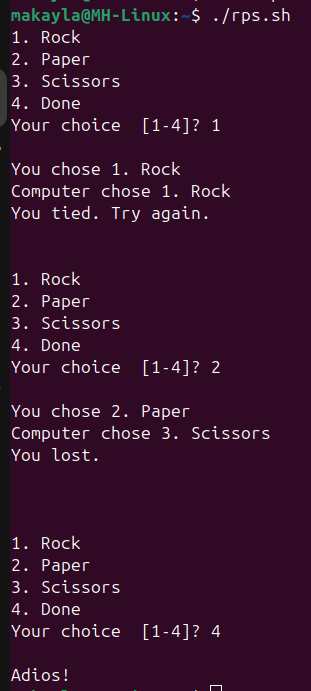 makayla@MH-Linux:~$ ./rps.sh
1. Rock
2. Paper
3. Scissors
4. Done
Your choice  [1-4]? 1
You chose 1. Rock
Computer chose 1. Rock
You tied. Try again.
1. Rock
2. Paper
3. Scissors
4. Done
Your choice  [1-4]? 2
You chose 2. Paper
Computer chose 3. Scissors
You lost.
1. Rock
2. Paper
3. Scissors
4. Done
Your choice  [1-4]? 4
Adios!